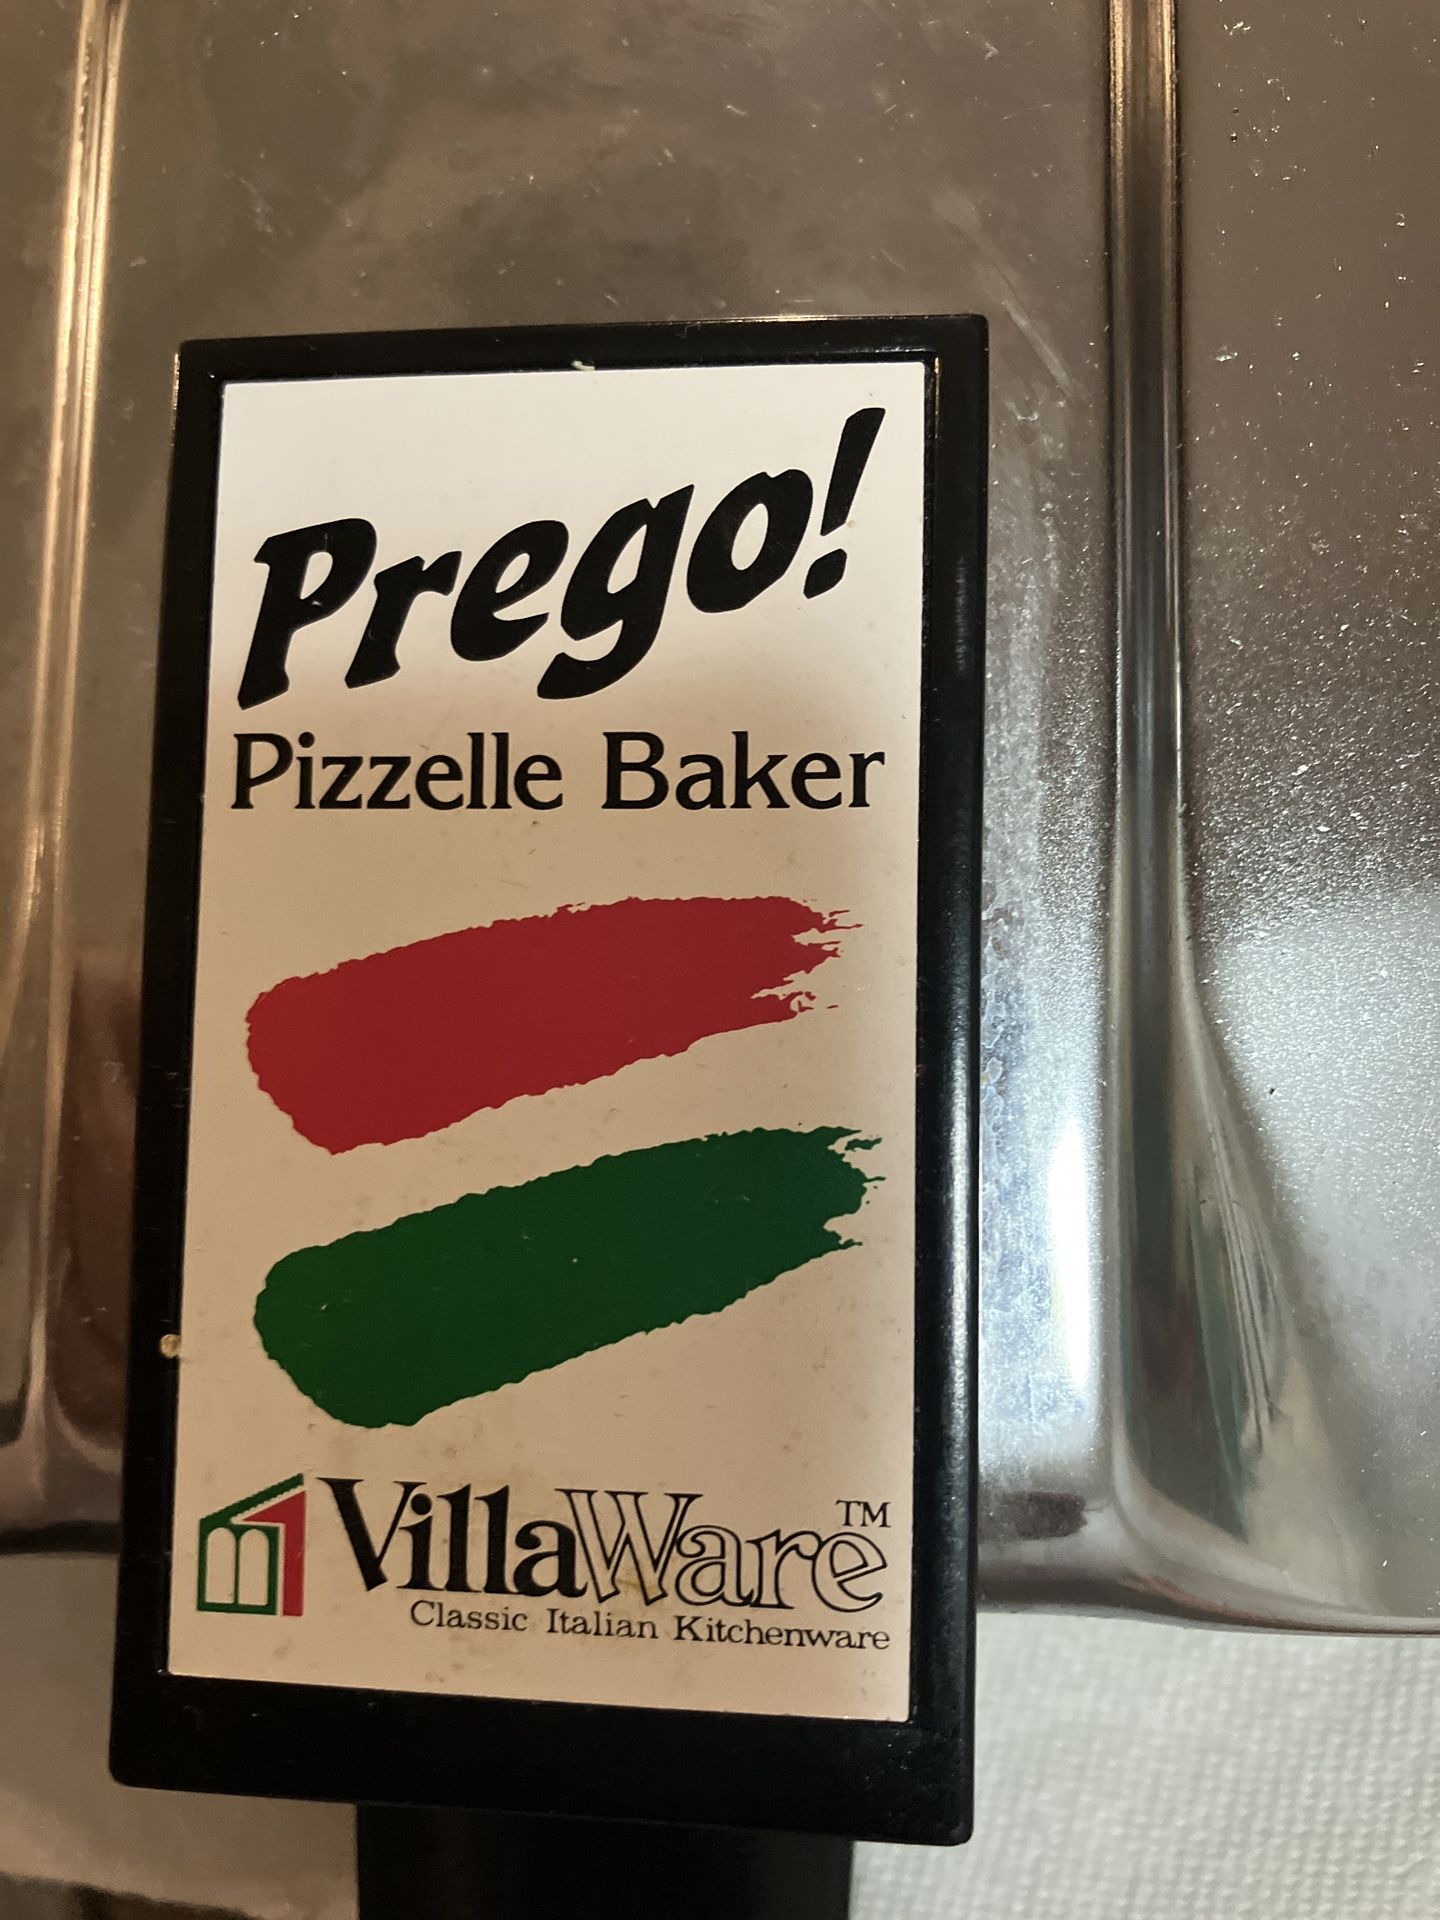 Prego!
Pizzelle Baker
VillaWare™
Classic Italian Kitchenware